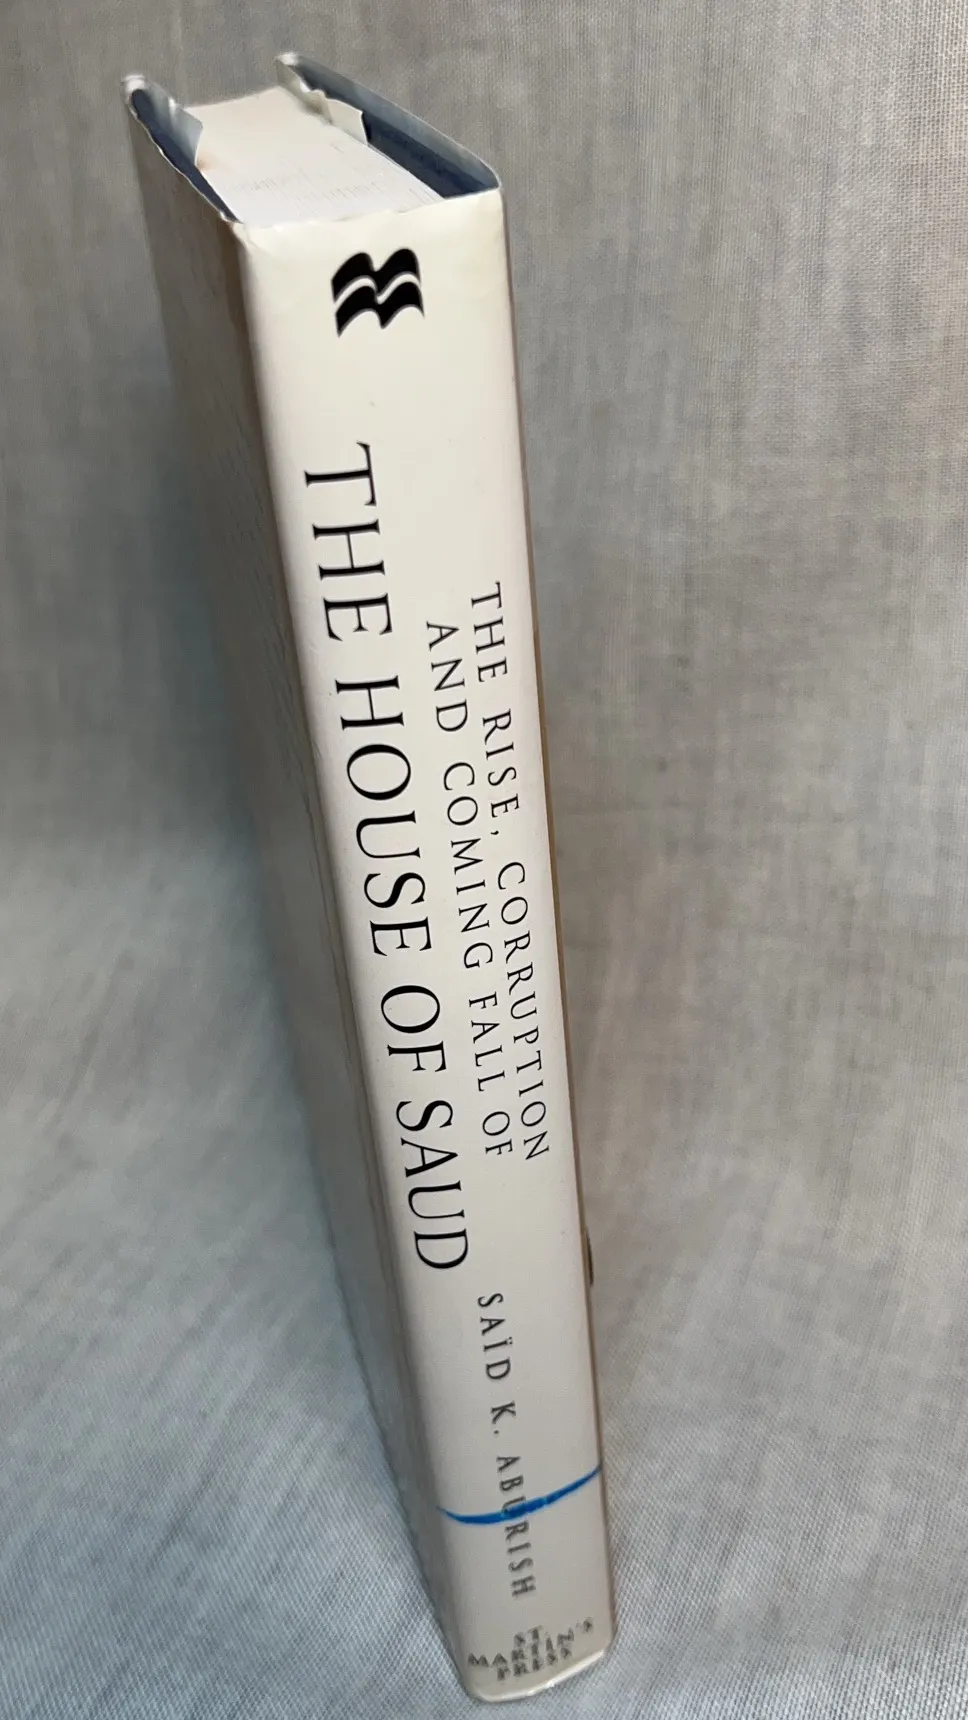 THE RISE, CORRUPTION
AND COMING FALL OF
THE HOUSE OF SAUD
SAÏD K. ABURISH
ST.
MARTIN'S
PRESS